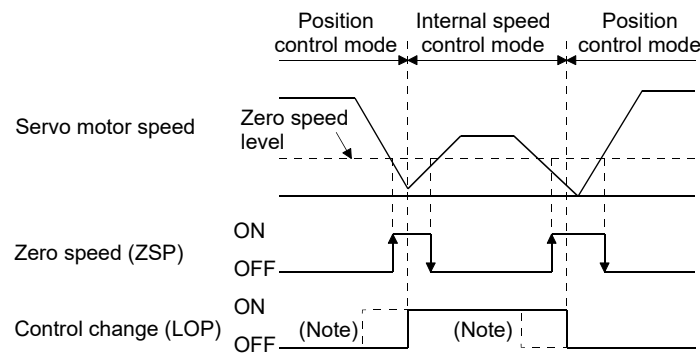 Position
control mode
Internal speed
control mode
Position
control mode
Servo motor speed
Zero speed
level
Zero speed (ZSP)
ON
OFF
Control change (LOP)
ON
OFF
(Note)
(Note)